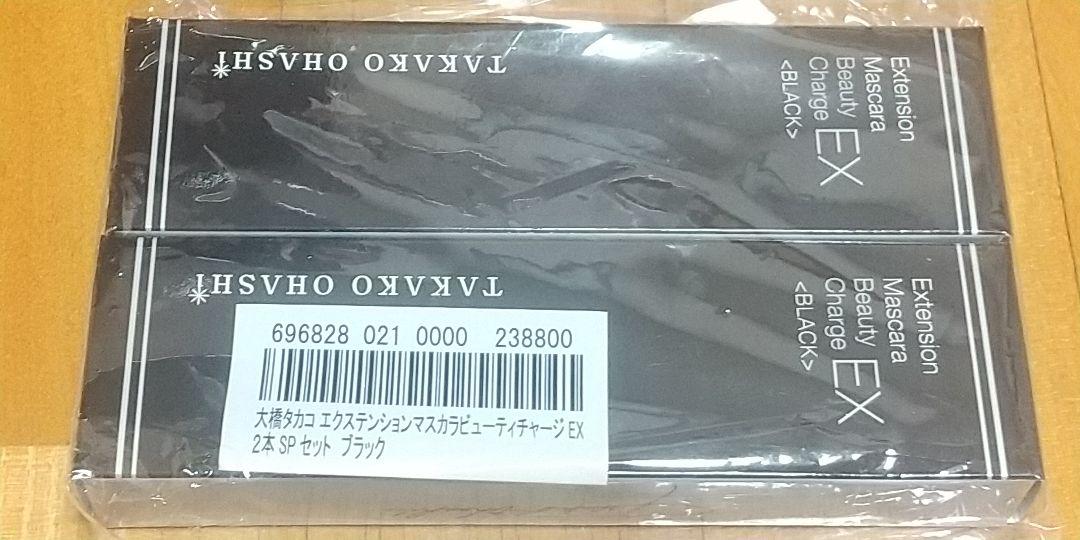 TAKAKO OHASHI*
Extension
Mascara
Beauty
Charge EX
<BLACK>
TAKAKO OHASHI*
Extension
Mascara
Beauty
Charge EX
<BLACK>
696828 021 0000 238800
大橋タカコ エクステンションマスカラビューティチャージ EX
2本 SP セット ブラック